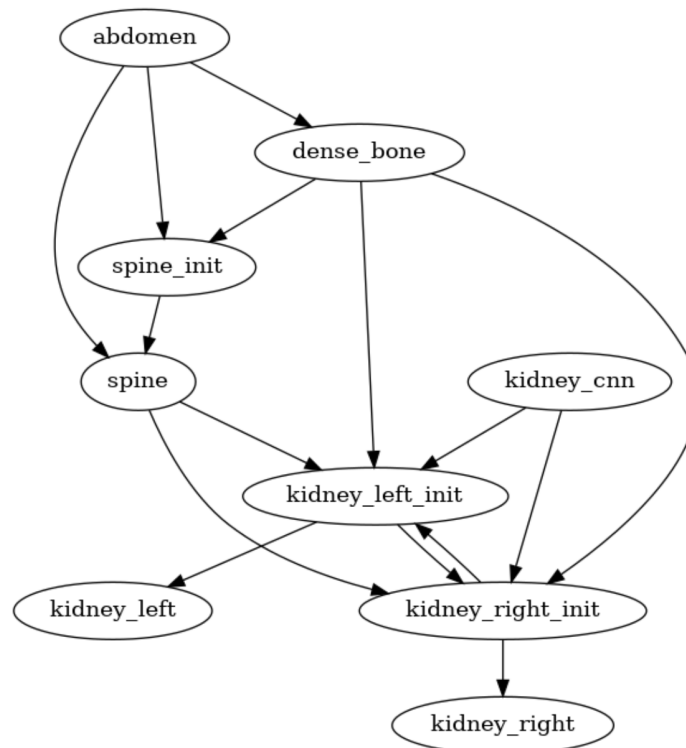 abdomen
dense_bone
spine_init
spine
kidney_cnn
kidney_left_init
kidney_left
kidney_right_init
kidney_right